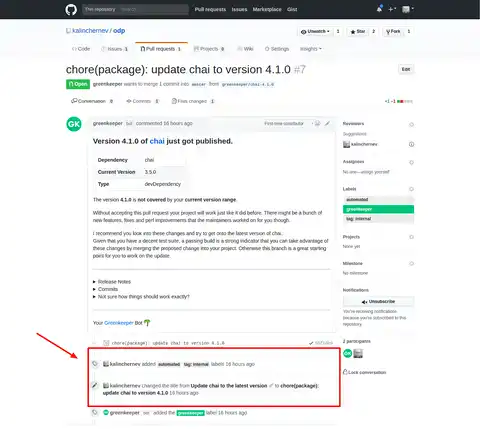 This repository
Search
Pull requests Issues Marketplace Gist
kalinchernev / odp
Unwatch 1 Star 2 Fork 1
Code Issues 1 Pull requests 1 Projects 0 Wiki Settings Insights
chore(package): update chai to version 4.1.0 #7
Edit
Open greenkeeper wants to merge 1 commit into master from greenkeeper/chai-4.1.0
Conversation 0 Commits 1 Files changed 1
+1 −1
greenkeeper bot commented 16 hours ago
First-time contributor
Version 4.1.0 of chai just got published.
Dependency chai
Current Version 3.5.0
Type devDependency
The version 4.1.0 is not covered by your current version range.
Without accepting this pull request your project will work just like it did before. There might be a bunch of
new features, fixes and perf improvements that the maintainers worked on for you though.
I recommend you look into these changes and try to get onto the latest version of chai.
Given that you have a decent test suite, a passing build is a strong indicator that you can take advantage of
these changes by merging the proposed change into your project. Otherwise this branch is a great starting
point for you to work on the update.
Release Notes
Commits
Not sure how things should work exactly?
Your Greenkeeper Bot
chore(package): update chai to version 4.1.0
kalinchernev added automated tag: internal labels 16 hours ago
kalinchernev changed the title from Update chai to the latest version to chore(package):
update chai to version 4.1.0 16 hours ago
greenkeeper bot added the greenkeeper label 16 hours ago
Reviewers
Suggestions
kalinchernev
Assignees
No one—assign yourself
Labels
automated
greenkeeper
tag: internal
Projects
None yet
Milestone
No milestone
Notifications
Unsubscribe
You're receiving notifications
because you're subscribed to this
repository.
2 participants
GK
Lock conversation